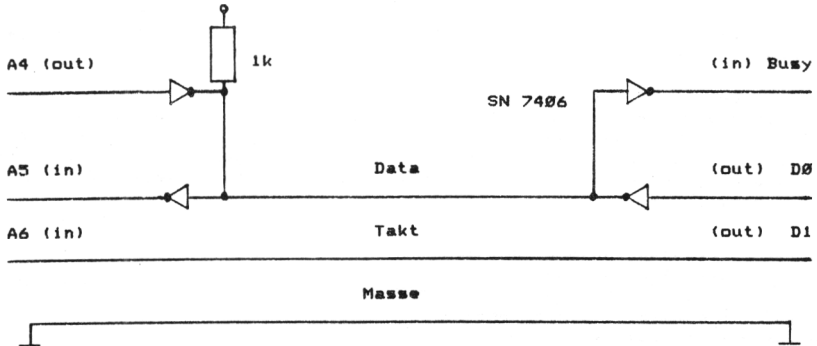 1k
A4 (out)
(in) Busy
SN 7406
A5 (in)
Data
(out) DØ
A6 (in)
Takt
(out) D1
Masse